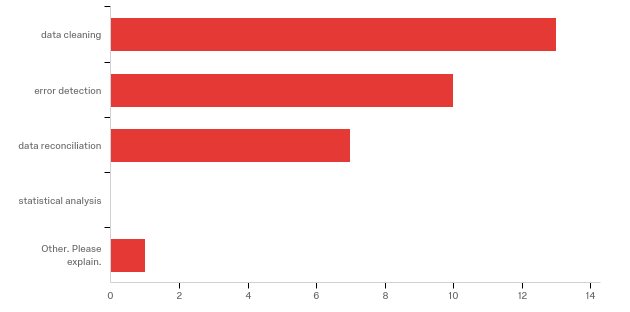 data cleaning
error detection
data reconciliation
statistical analysis
Other. Please
explain.
0 2 4 6 8 10 12 14